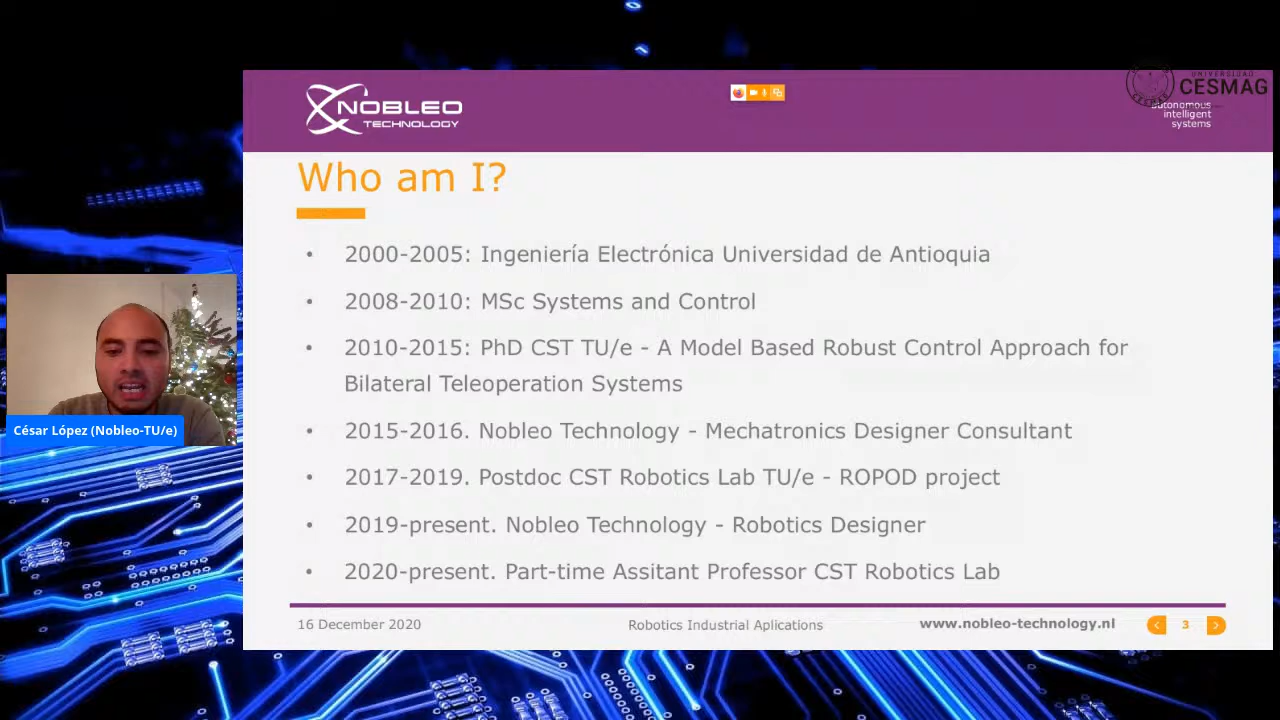 NOBLEO
TECHNOLOGY
UNIVERSIDAD
CESMAG
autonomous
intelligent
systems
Who am I?
• 2000-2005: Ingeniería Electrónica Universidad de Antioquia
• 2008-2010: MSc Systems and Control
• 2010-2015: PhD CST TU/e - A Model Based Robust Control Approach for
Bilateral Teleoperation Systems
• 2015-2016. Nobleo Technology - Mechatronics Designer Consultant
• 2017-2019. Postdoc CST Robotics Lab TU/e - ROPOD project
• 2019-present. Nobleo Technology - Robotics Designer
• 2020-present. Part-time Assitant Professor CST Robotics Lab
César López (Nobleo-TU/e)
16 December 2020
Robotics Industrial Aplications
www.nobleo-technology.nl
3